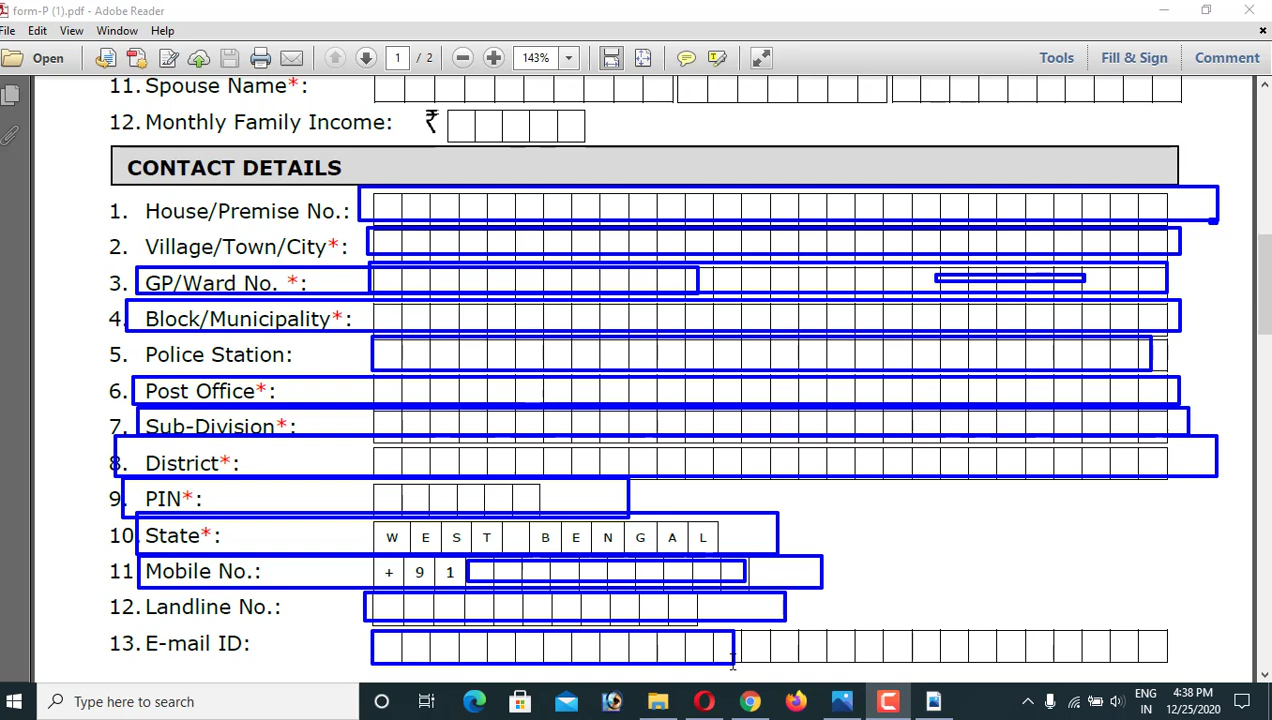 form-P (1).pdf - Adobe Reader
File Edit View Window Help
Open 1 / 2 143% Tools Fill & Sign Comment
11. Spouse Name*:
12. Monthly Family Income: ₹
CONTACT DETAILS
1. House/Premise No.:
2. Village/Town/City*:
3. GP/Ward No. *:
4. Block/Municipality*:
5. Police Station:
6. Post Office*:
7. Sub-Division*:
8. District*:
9. PIN*:
10. State*: WEST BENGAL
11 Mobile No.: +91
12. Landline No.:
13. E-mail ID:
Type here to search
ENG 4:38 PM
IN 12/25/2020